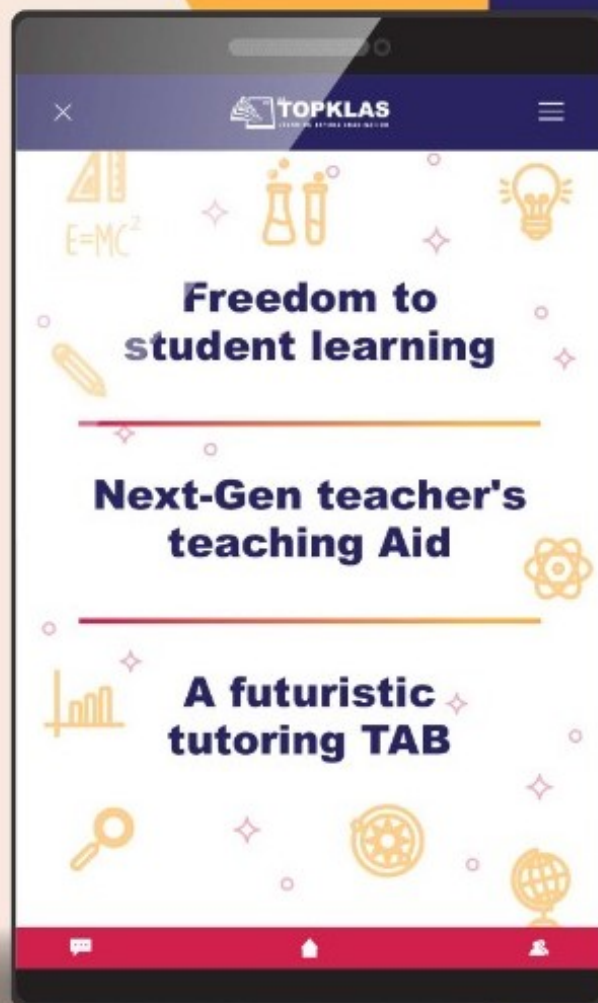 TOPKLAS
E=MC²
Freedom to
student learning
Next-Gen teacher's
teaching Aid
A futuristic
tutoring TAB